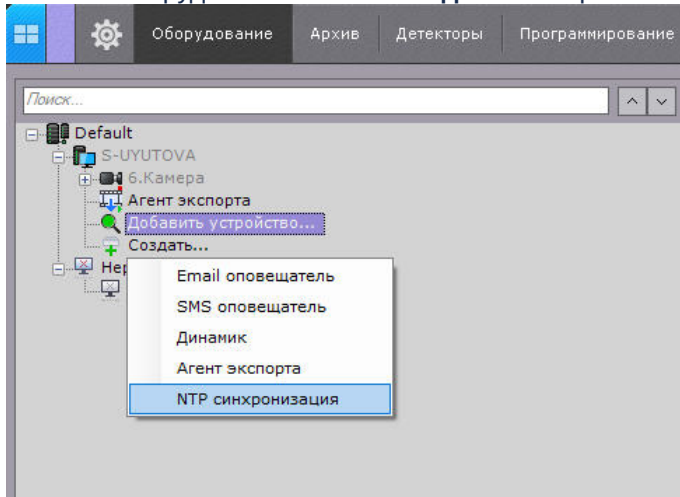 Оборудование Архив Детекторы Программирование
Поиск...
Default
S-UYUTOVA
6.Камера
Агент экспорта
Добавить устройство...
Создать...
Email оповещатель
SMS оповещатель
Динамик
Агент экспорта
NTP синхронизация